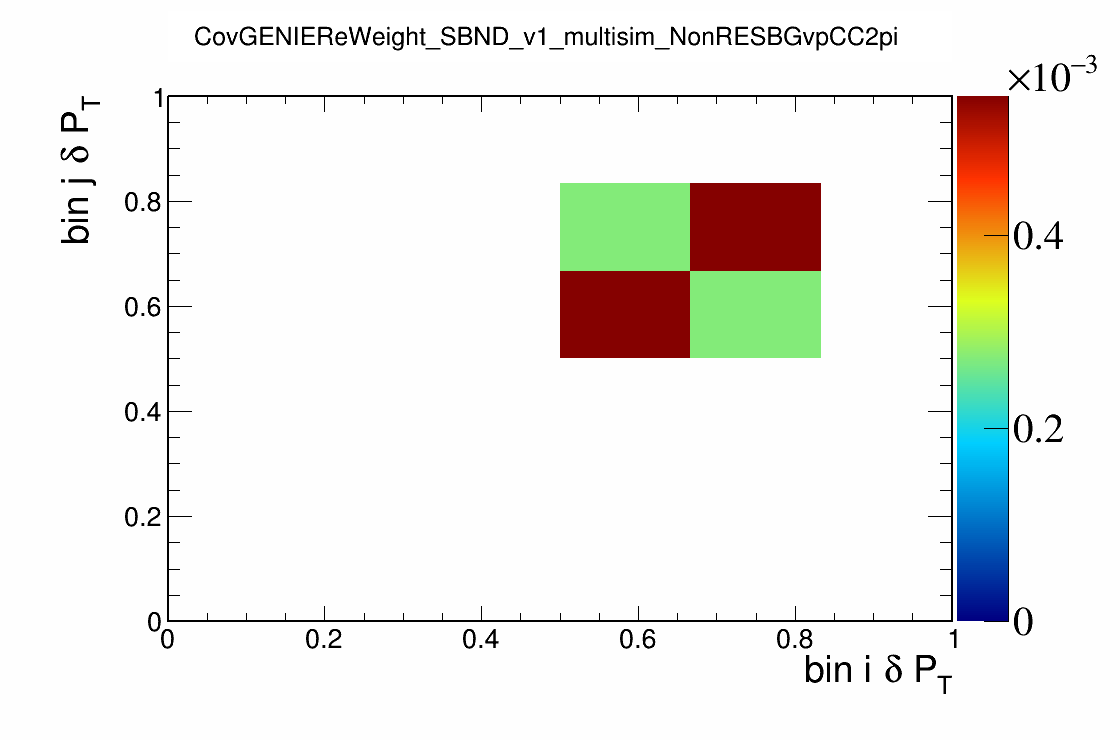 CovGENIEReWeight_SBND_v1_multisim_NonRESBGvpCC2pi
×10⁻³
bin j δ P_T
1
0.8
0.6
0.4
0.2
0
0 0.2 0.4 0.6 0.8 1
bin i δ P_T
0.4
0.2
0